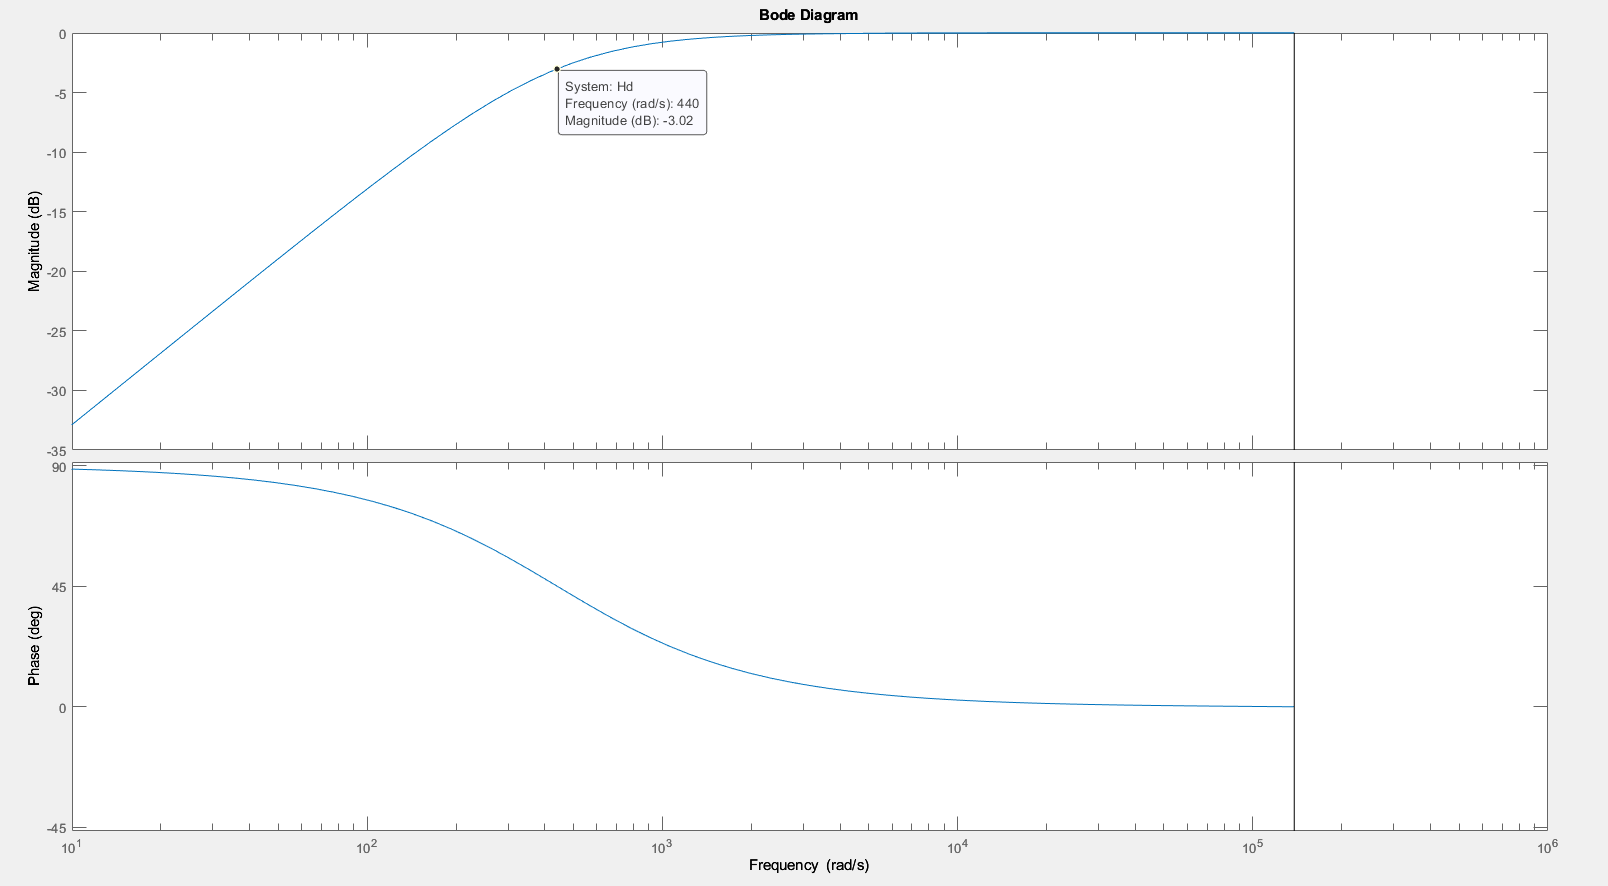 Bode Diagram
0
-5
-10
-15
-20
-25
-30
-35
Magnitude (dB)
System: Hd
Frequency (rad/s): 440
Magnitude (dB): -3.02
90
45
0
-45
Phase (deg)
10^1 10^2 10^3 10^4 10^5 10^6
Frequency (rad/s)